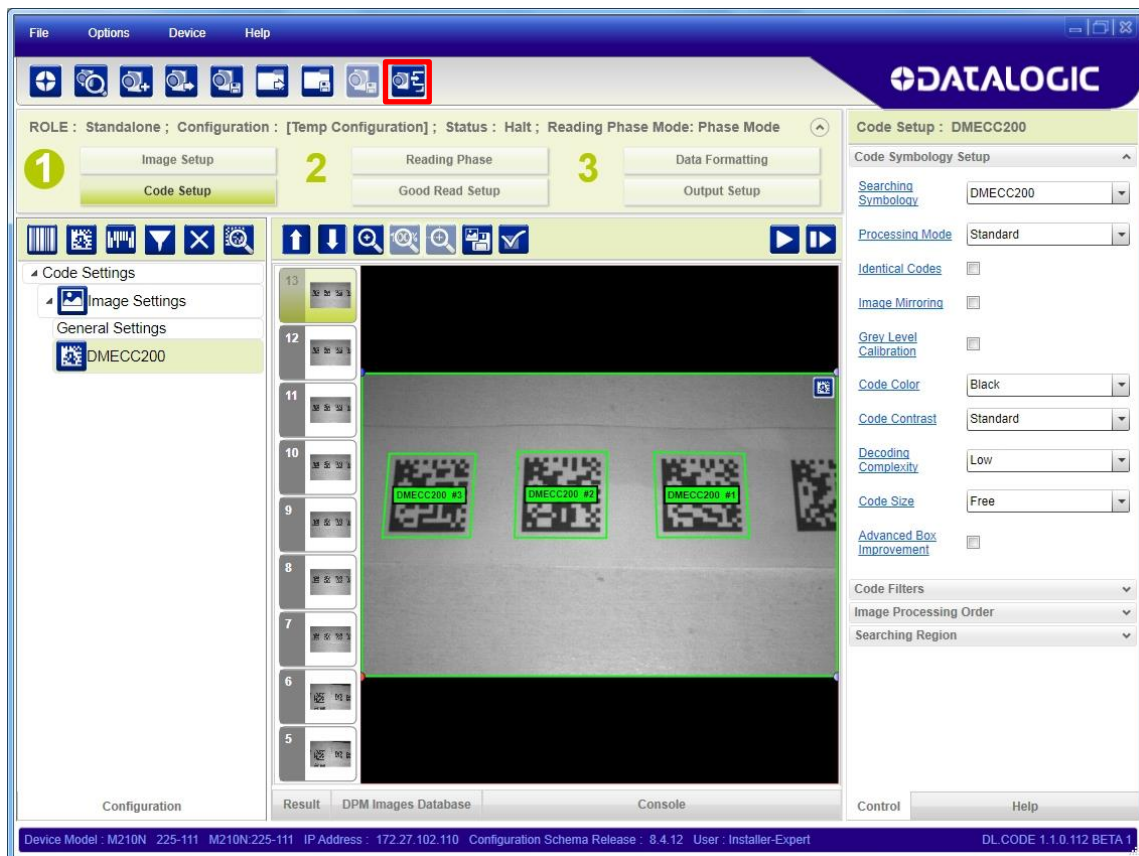 File Options Device Help
DATALOGIC
ROLE : Standalone ; Configuration : [Temp Configuration] ; Status : Halt ; Reading Phase Mode: Phase Mode
1
Image Setup
Code Setup
2
Reading Phase
Good Read Setup
3
Data Formatting
Output Setup
Code Settings
Image Settings
General Settings
DMECC200
Configuration
100%
13
12
11
10
9
8
7
6
5
DMECC200 #3
DMECC200 #2
DMECC200 #1
Result DPM Images Database Console
Code Setup : DMECC200
Code Symbology Setup
Searching
Symbology
DMECC200
Processing Mode
Standard
Identical Codes
Image Mirroring
Grey Level
Calibration
Code Color
Black
Code Contrast
Standard
Decoding
Complexity
Low
Code Size
Free
Advanced Box
Improvement
Code Filters
Image Processing Order
Searching Region
Control Help
Device Model : M210N 225-111 M210N:225-111 IP Address : 172.27.102.110 Configuration Schema Release : 8.4.12 User : Installer-Expert
DL.CODE 1.1.0.112 BETA 1